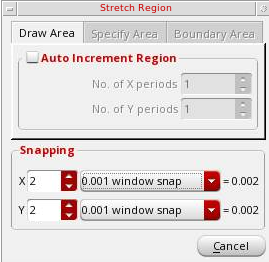 Stretch Region
Draw Area Specify Area Boundary Area
Auto Increment Region
No. of X periods 1
No. of Y periods 1
Snapping
X 2 0.001 window snap = 0.002
Y 2 0.001 window snap = 0.002
Cancel